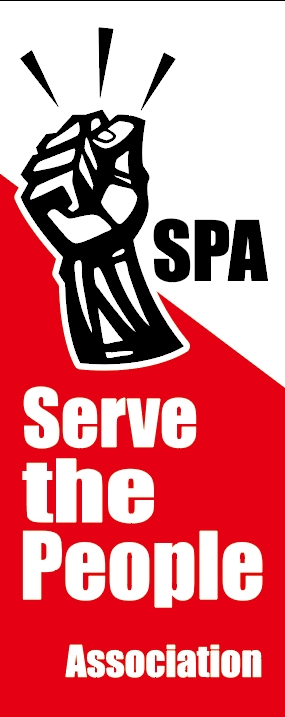 SPA
Serve
the
People
Association